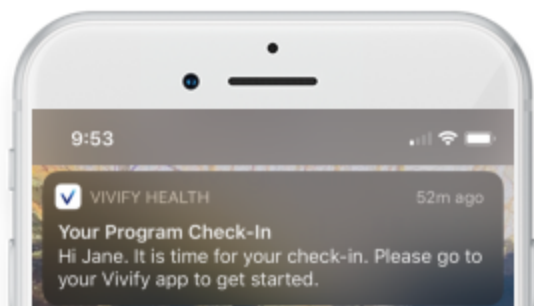 9:53
VIVIFY HEALTH 52m ago
Your Program Check-In
Hi Jane. It is time for your check-in. Please go to
your Vivify app to get started.